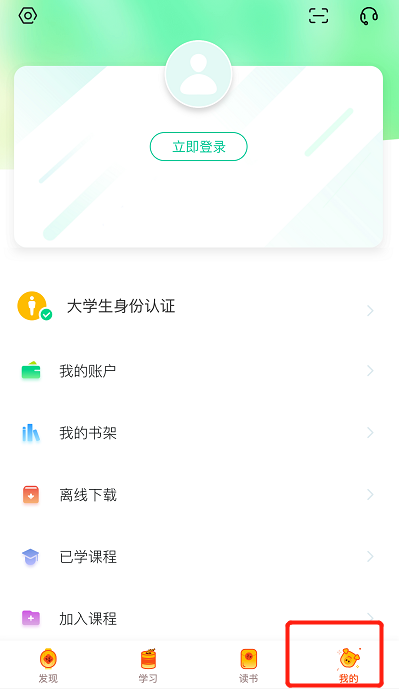 立即登录
大学生身份认证
我的账户
我的书架
离线下载
已学课程
加入课程
发现
学习
读书
我的